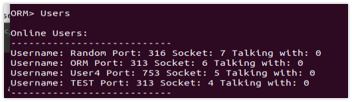 ORM> Users
Online Users:
---------------------------
Username: Random Port: 316 Socket: 7 Talking with: 0
Username: ORM Port: 313 Socket: 6 Talking with: 0
Username: User4 Port: 753 Socket: 5 Talking with: 0
Username: TEST Port: 313 Socket: 4 Talking with: 0
---------------------------